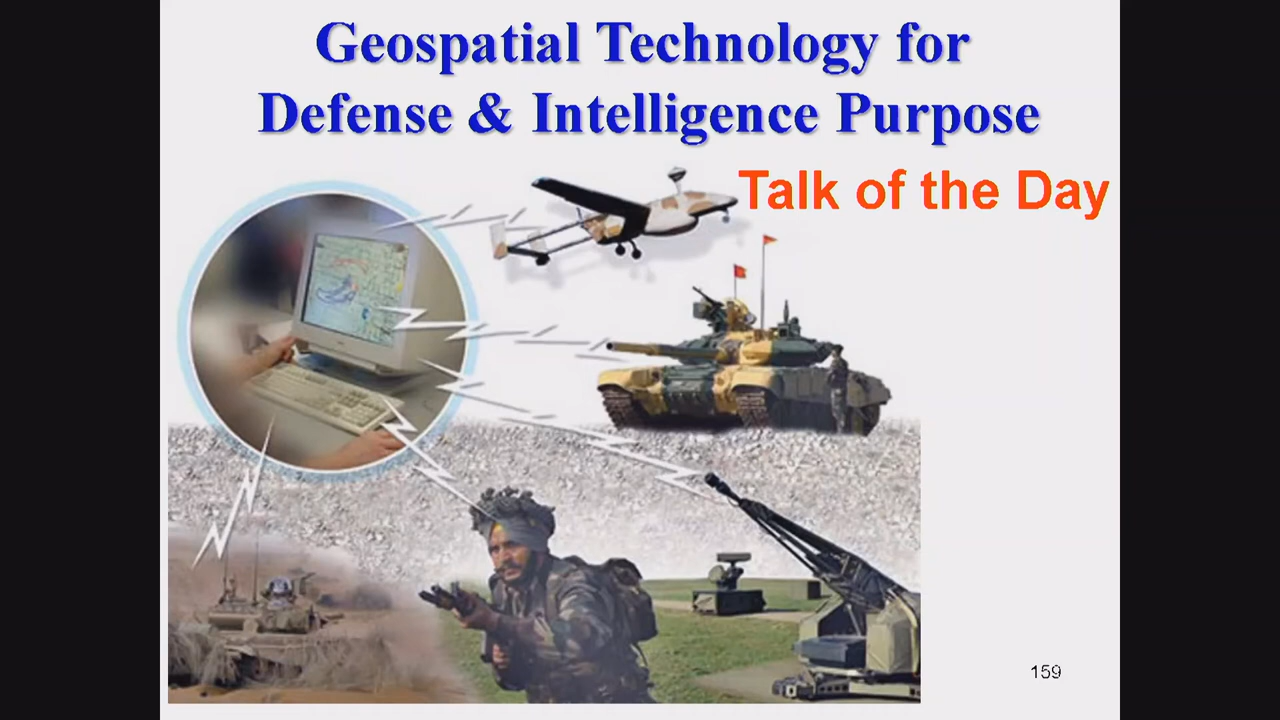 Geospatial Technology for
Defense & Intelligence Purpose
Talk of the Day
159